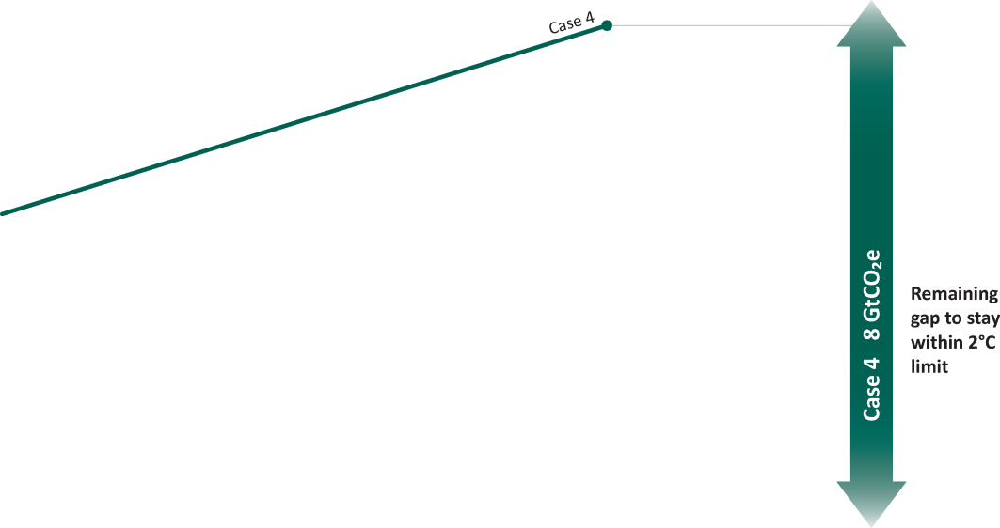 Case 4
Case 4 8 GtCO₂e
Remaining
gap to stay
within 2°C
limit